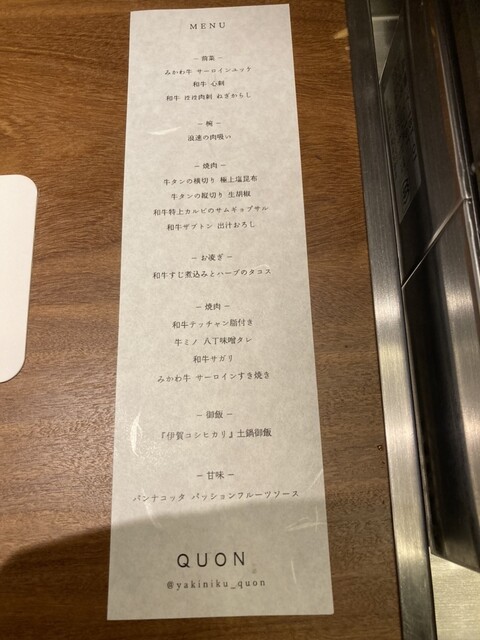 MENU
- 前菜 -
みかわ牛 サーロインユッケ
和牛 心刺
和牛 ほほ肉刺 ねぎからし
- 椀 -
浪速の肉吸い
- 焼肉 -
牛タンの横切り 極上塩昆布
牛タンの縦切り 生胡椒
和牛特上カルビのサムギョプサル
和牛ザブトン 出汁おろし
- お凌ぎ -
和牛すじ煮込みとハーブのタコス
- 焼肉 -
和牛テッチャン脂付き
牛ミノ 八丁味噌タレ
和牛サガリ
みかわ牛 サーロインすき焼き
- 御飯 -
『伊賀コシヒカリ』土鍋御飯
- 甘味 -
パンナコッタ パッションフルーツソース
QUON
@yakiniku_quon